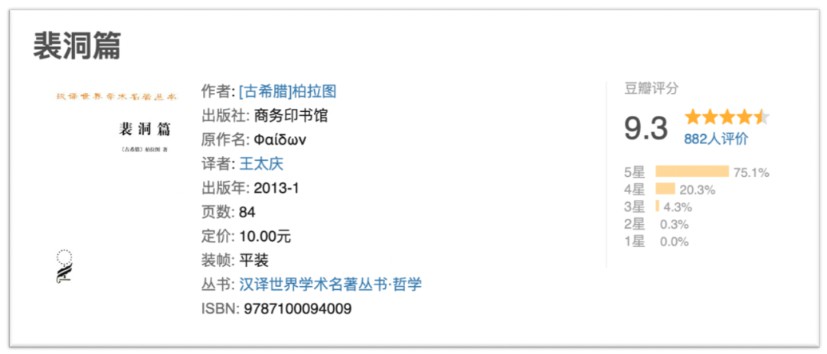 裴洞篇
汉译世界学术名著丛书
裴洞篇
〔古希腊〕柏拉图 著
作者: [古希腊]柏拉图
出版社: 商务印书馆
原作名: Φαίδων
译者: 王太庆
出版年: 2013-1
页数: 84
定价: 10.00元
装帧: 平装
丛书: 汉译世界学术名著丛书·哲学
ISBN: 9787100094009
豆瓣评分
9.3
882人评价
5星 75.1%
4星 20.3%
3星 4.3%
2星 0.3%
1星 0.0%